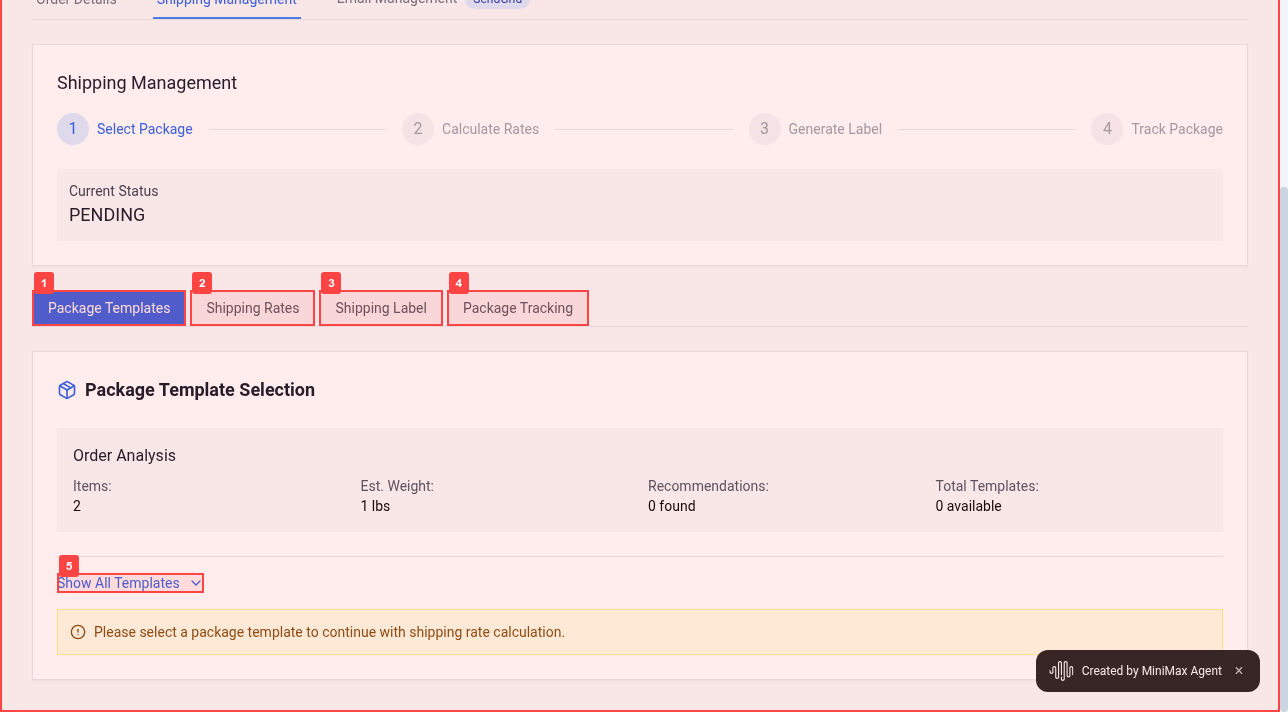 Order Details Shipping Management Email Management SendGrid
Shipping Management
1 Select Package 2 Calculate Rates 3 Generate Label 4 Track Package
Current Status
PENDING
1 2 3 4
Package Templates Shipping Rates Shipping Label Package Tracking
Package Template Selection
Order Analysis
Items: Est. Weight: Recommendations: Total Templates:
2 1 lbs 0 found 0 available
5
Show All Templates
Please select a package template to continue with shipping rate calculation.
Created by MiniMax Agent ×